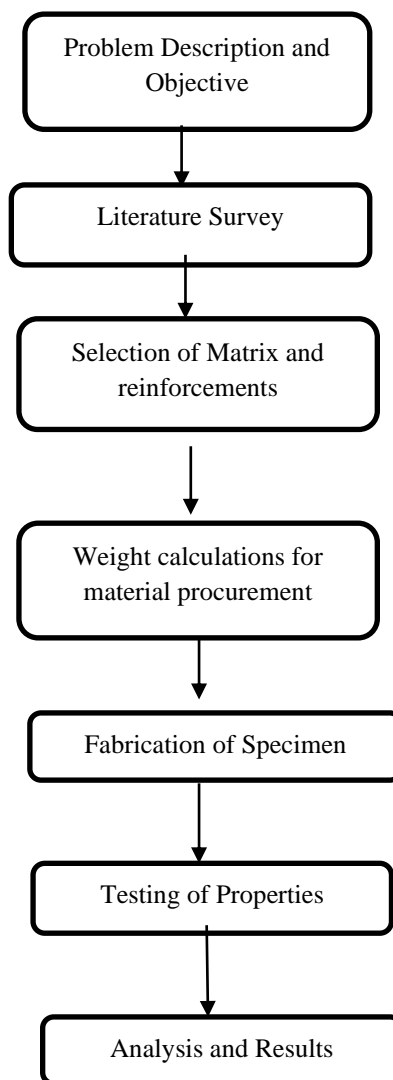 Problem Description and
Objective
Literature Survey
Selection of Matrix and
reinforcements
Weight calculations for
material procurement
Fabrication of Specimen
Testing of Properties
Analysis and Results